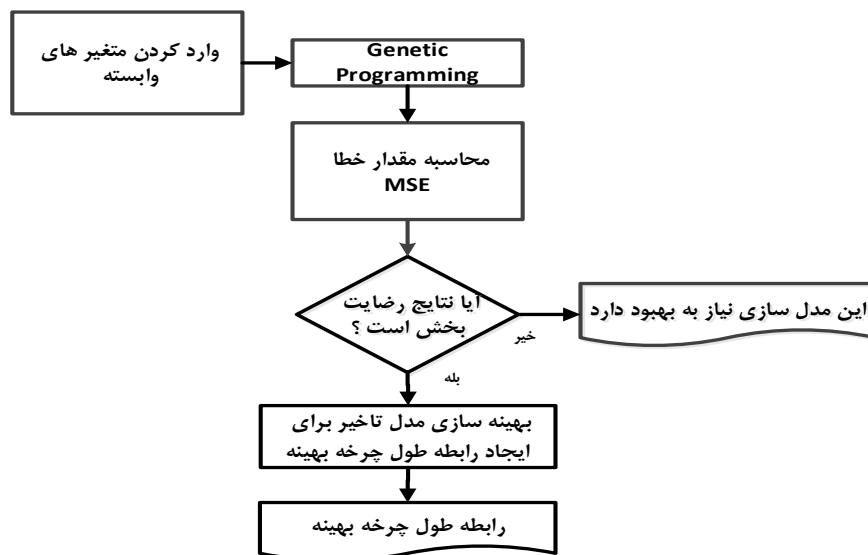 وارد کردن متغیر های
وابسته
Genetic
Programming
محاسبه مقدار خطا
MSE
آیا نتایج رضایت
بخش است ؟
خیر
این مدل سازی نیاز به بهبود دارد
بله
بهینه سازی مدل تاخیر برای
ایجاد رابطه طول چرخه بهینه
رابطه طول چرخه بهینه